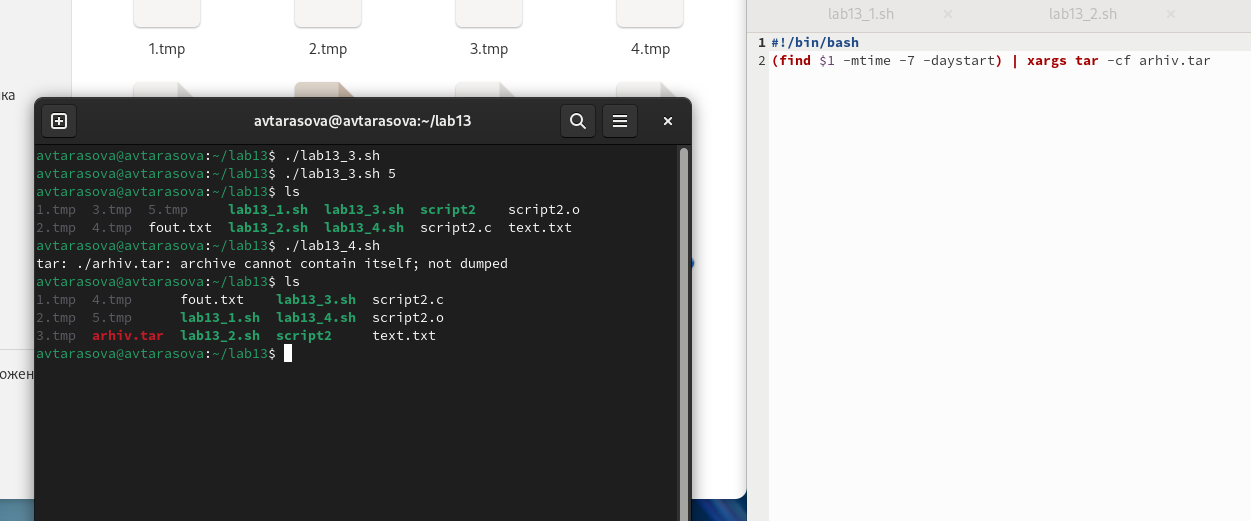 1.tmp 2.tmp 3.tmp 4.tmp
ка
ожен
avtarasova@avtarasova:~/lab13
avtarasova@avtarasova:~/lab13$ ./lab13_3.sh
avtarasova@avtarasova:~/lab13$ ./lab13_3.sh 5
avtarasova@avtarasova:~/lab13$ ls
1.tmp 3.tmp 5.tmp lab13_1.sh lab13_3.sh script2 script2.o
2.tmp 4.tmp fout.txt lab13_2.sh lab13_4.sh script2.c text.txt
avtarasova@avtarasova:~/lab13$ ./lab13_4.sh
tar: ./arhiv.tar: archive cannot contain itself; not dumped
avtarasova@avtarasova:~/lab13$ ls
1.tmp 4.tmp fout.txt lab13_3.sh script2.c
2.tmp 5.tmp lab13_1.sh lab13_4.sh script2.o
3.tmp arhiv.tar lab13_2.sh script2 text.txt
avtarasova@avtarasova:~/lab13$
lab13_1.sh × lab13_2.sh ×
1 #!/bin/bash
2 (find $1 -mtime -7 -daystart) | xargs tar -cf arhiv.tar